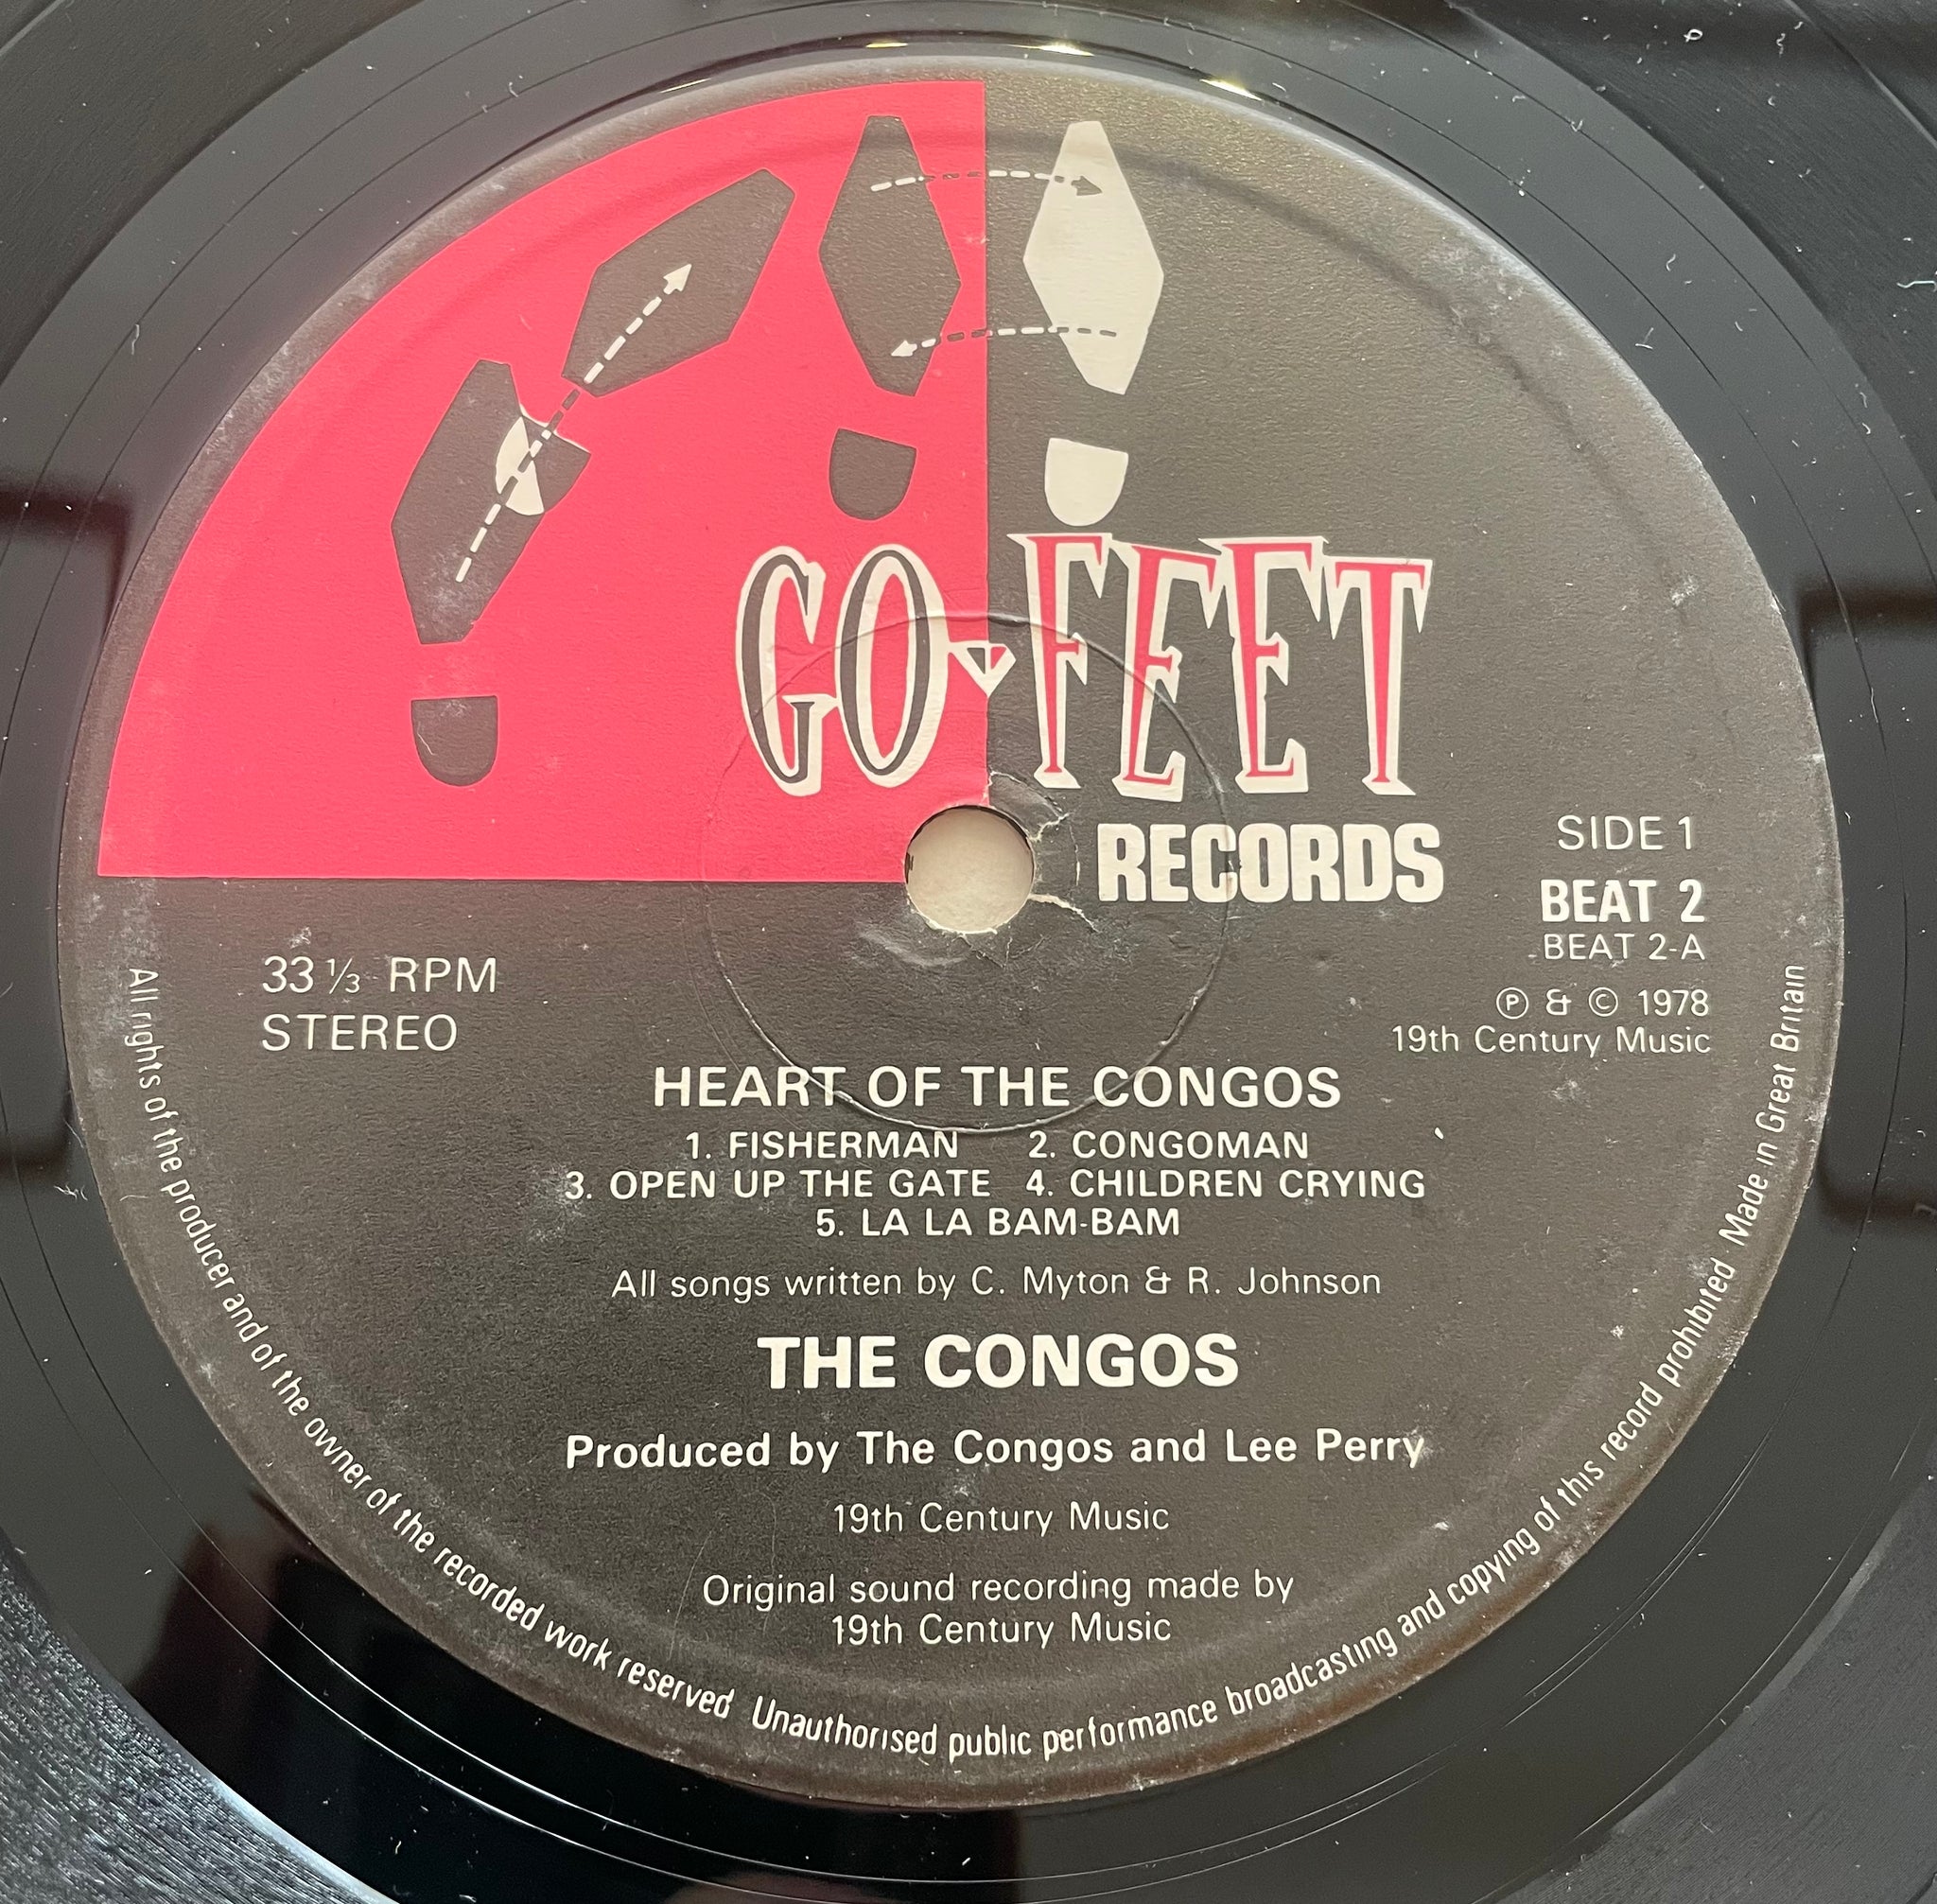 GO FEET
RECORDS
SIDE 1
BEAT 2
BEAT 2-A
℗ & © 1978
19th Century Music
33 ⅓ RPM
STEREO
HEART OF THE CONGOS
1. FISHERMAN 2. CONGOMAN
3. OPEN UP THE GATE 4. CHILDREN CRYING
5. LA LA BAM-BAM
All songs written by C. Myton & R. Johnson
THE CONGOS
Produced by The Congos and Lee Perry
19th Century Music
Original sound recording made by
19th Century Music
All rights of the producer and of the owner of the recorded work reserved Unauthorised public performance broadcasting and copying of this record prohibited Made in Great Britain